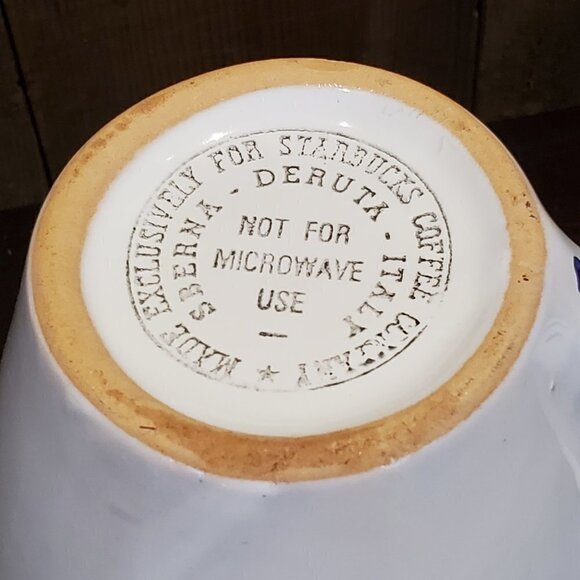 MADE EXCLUSIVELY FOR STARBUCKS COFFEE COMPANY ★
SBERNA - DERUTA - ITALY
NOT FOR
MICROWAVE
USE
—